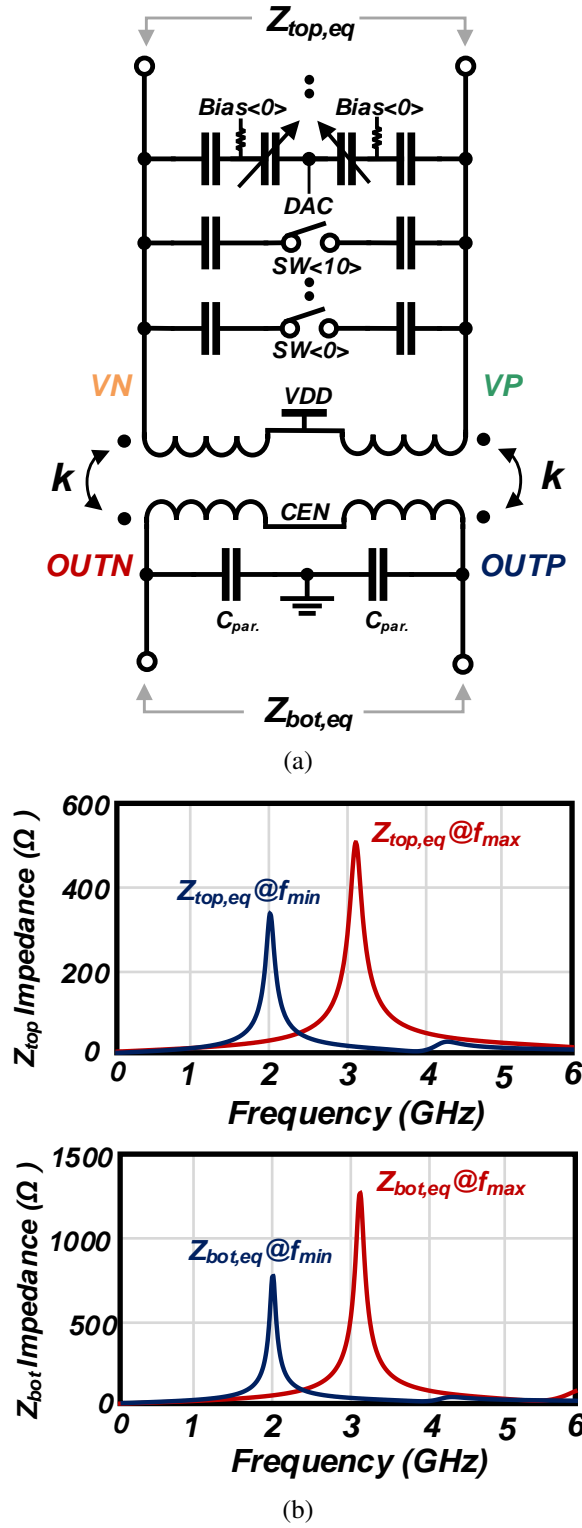 Z_top,eq
Bias<0> Bias<0>
DAC
SW<10>
SW<0>
VN VDD VP
k k
CEN
OUTN OUTP
C_par. C_par.
Z_bot,eq
(a)
Z_top Impedance (Ω)
600
400
200
0
Z_top,eq@f_max
Z_top,eq@f_min
0 1 2 3 4 5 6
Frequency (GHz)
Z_bot Impedance (Ω)
1500
1000
500
0
Z_bot,eq@f_max
Z_bot,eq@f_min
0 1 2 3 4 5 6
Frequency (GHz)
(b)